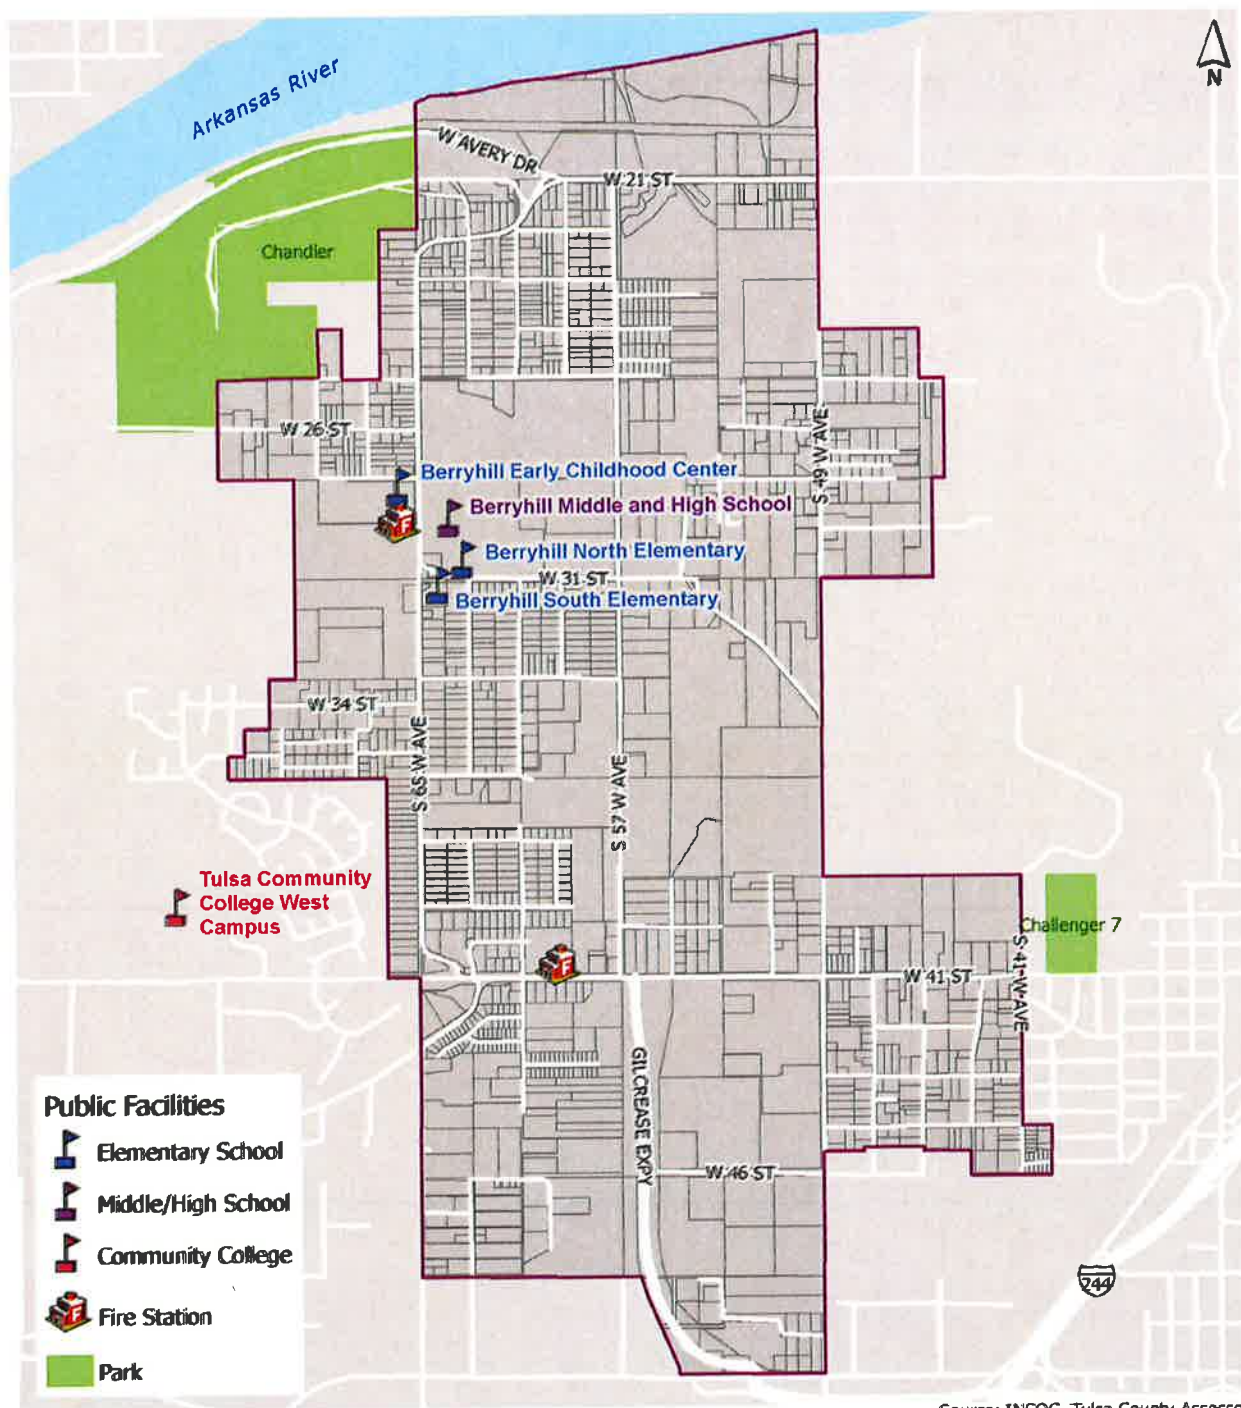 Arkansas River
N
W AVERY DR
W 21 ST
Chandler
W 26 ST
S 49 W AVE
Berryhill Early Childhood Center
Berryhill Middle and High School
F
Berryhill North Elementary
W 31 ST
Berryhill South Elementary
W 34 ST
S 65 W AVE
S 57 W AVE
Tulsa Community
College West
Campus
Challenger 7
S 41 W AVE
F
W 41 ST
GILCREASE EXPY
W 46 ST
244
Public Facilities
Elementary School
Middle/High School
Community College
F
Fire Station
Park